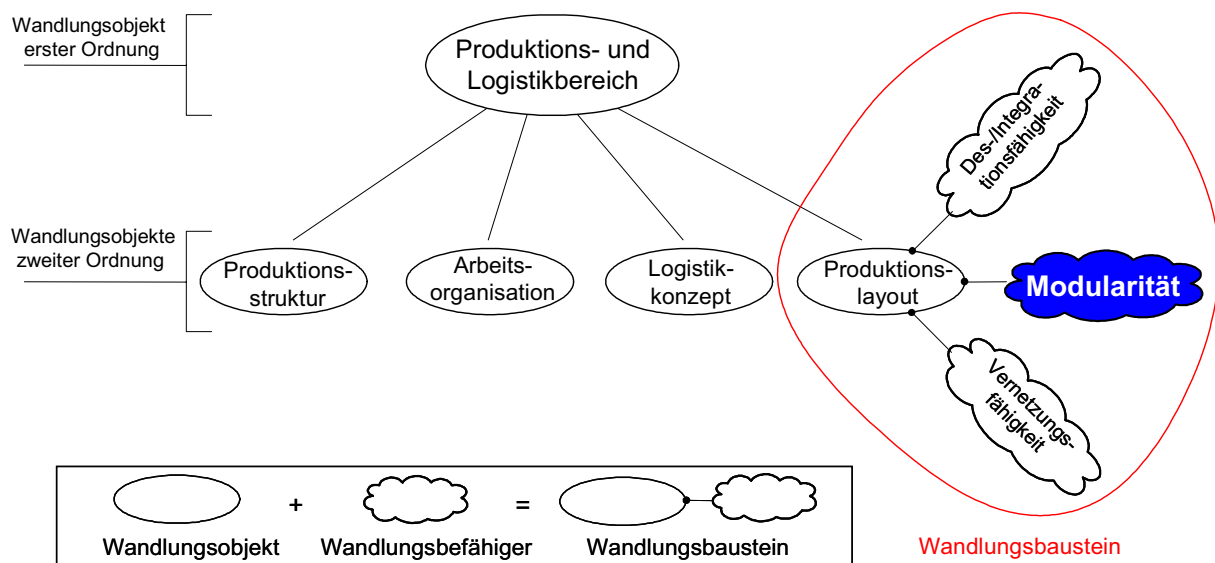 Wandlungsobjekt
erster Ordnung
Produktions- und
Logistikbereich
Des-/Integra-
tionsfähigkeit
Wandlungsobjekte
zweiter Ordnung
Produktions-
struktur
Arbeits-
organisation
Logistik-
konzept
Produktions-
layout
Modularität
Vernetzungs-
fähigkeit
+
=
Wandlungsobjekt
Wandlungsbefähiger
Wandlungsbaustein
Wandlungsbaustein